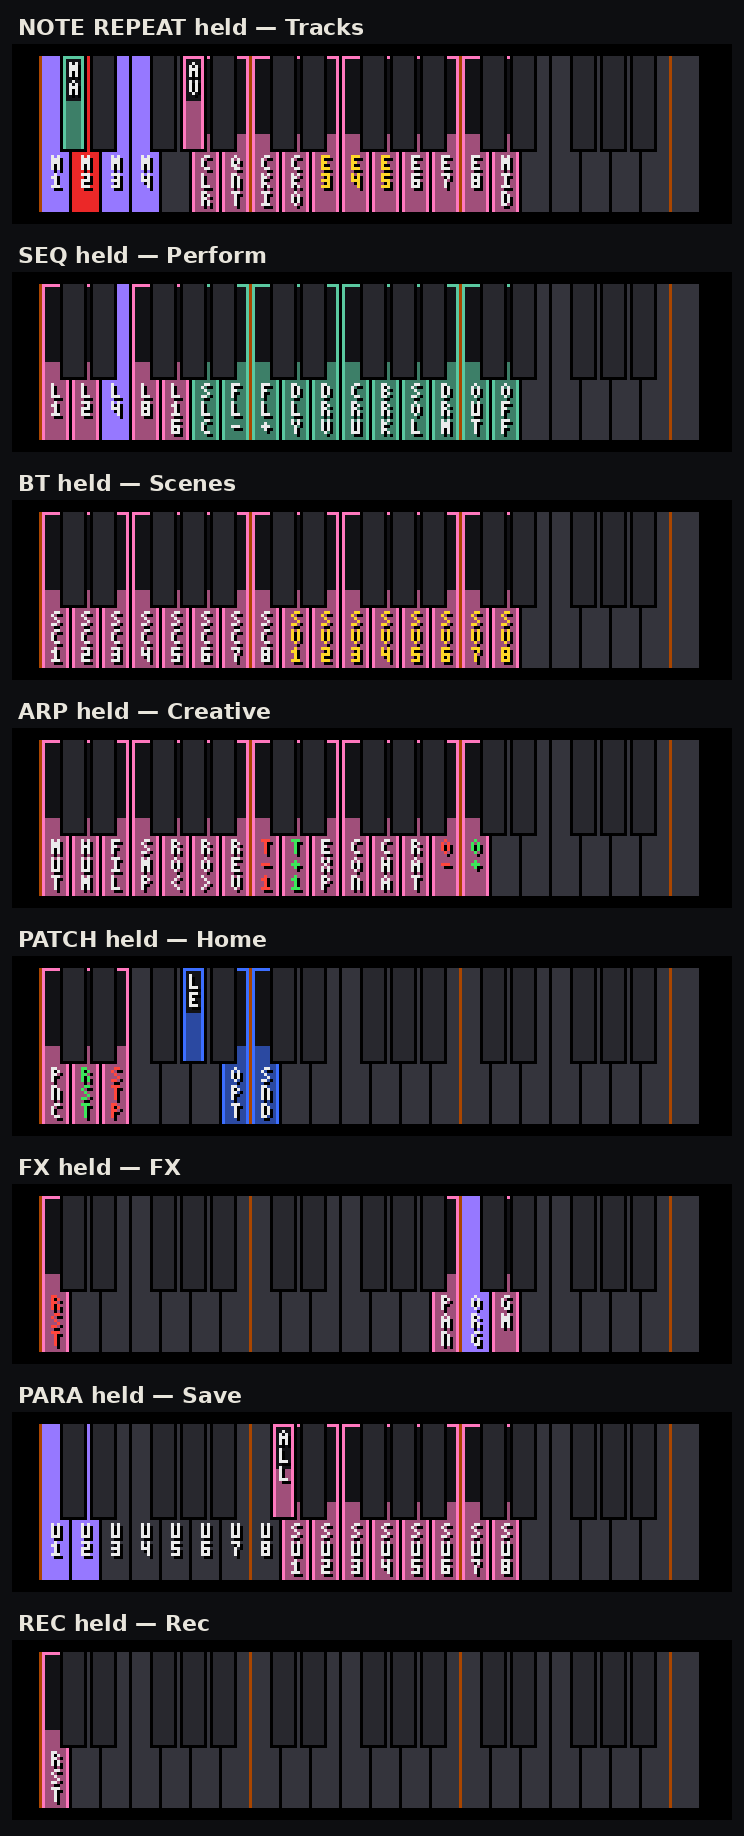 NOTE REPEAT held — Tracks
MA AU
M1 M2 M3 M4 CLR QNT CRI CRO E3 E4 E5 E6 E7 E8 MID
SEQ held — Perform
L1 L2 L4 L8 L16 SLC FL- FL+ DLY DRV CRU BRK SOL DRM OUT OFF
BT held — Scenes
SC1 SC2 SC3 SC4 SC5 SC6 SC7 SC8 SV1 SV2 SV3 SV4 SV5 SV6 SV7 SV8
ARP held — Creative
MUT HUM FIL SMP RO< RO> REV T-1 T+1 EXP CON CHA RAT O- O+
PATCH held — Home
LE
PNC RST STP OPT SND
FX held — FX
RST PAN ORG GM
PARA held — Save
ALL
U1 U2 U3 U4 U5 U6 U7 U8 SV1 SV2 SV3 SV4 SV5 SV6 SV7 SV8
REC held — Rec
RST